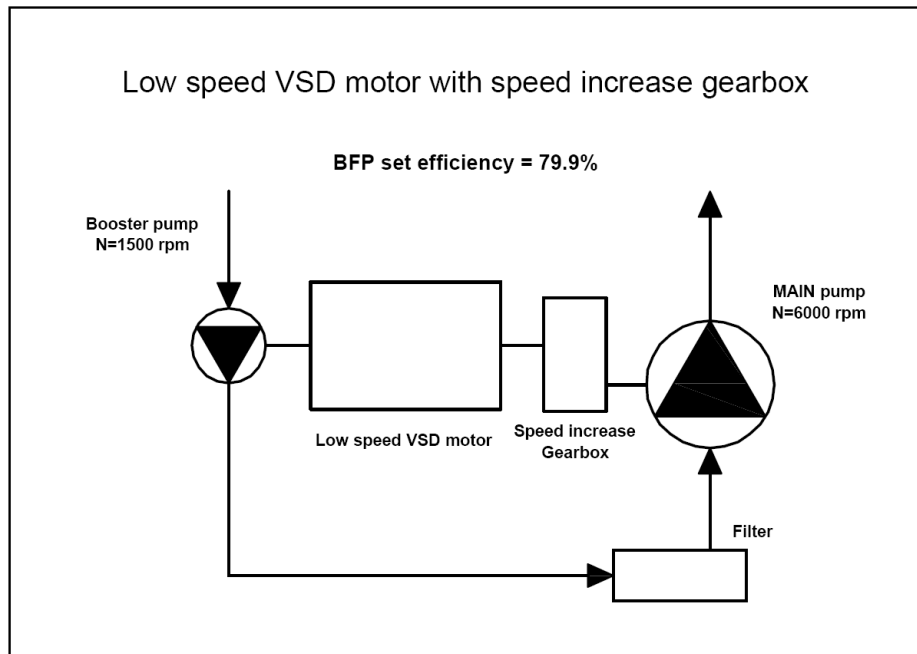 Low speed VSD motor with speed increase gearbox
BFP set efficiency = 79.9%
Booster pump
N=1500 rpm
MAIN pump
N=6000 rpm
Low speed VSD motor
Speed increase
Gearbox
Filter